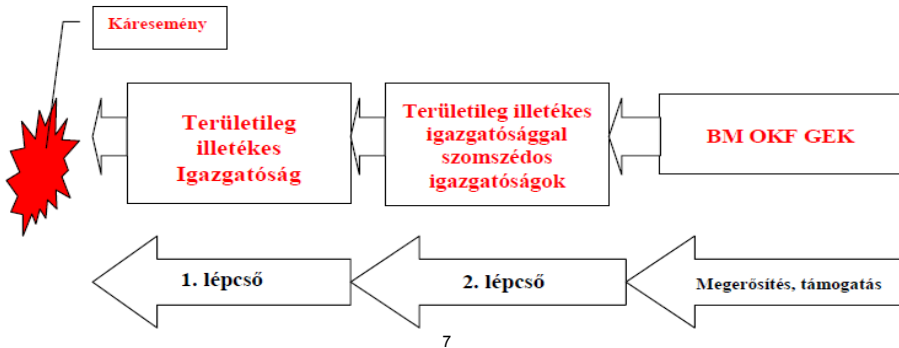 Káresemény
Területileg
illetékes
Igazgatóság
Területileg illetékes
igazgatósággal
szomszédos
igazgatóságok
BM OKF GEK
1. lépcső
2. lépcső
Megerősítés, támogatás
7